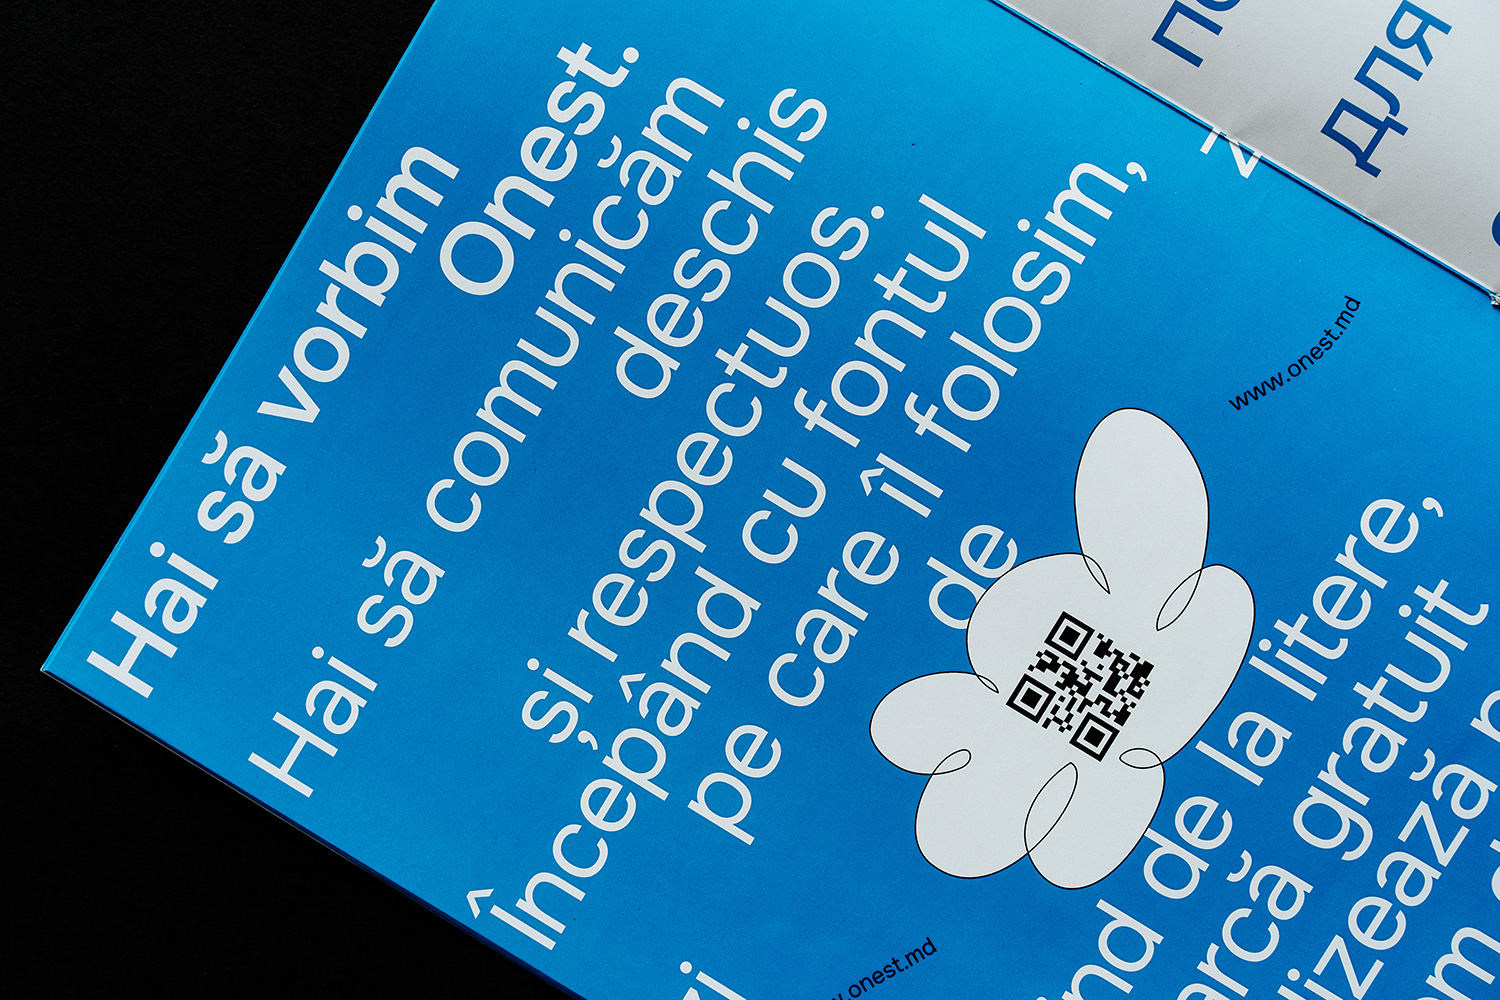 Hai să vorbim
Onest.
Hai să comunicăm
deschis
și respectuos.
Începând cu fontul
pe care îl folosim,
de
de la litere,
gratuit
www.onest.md
onest.md
для